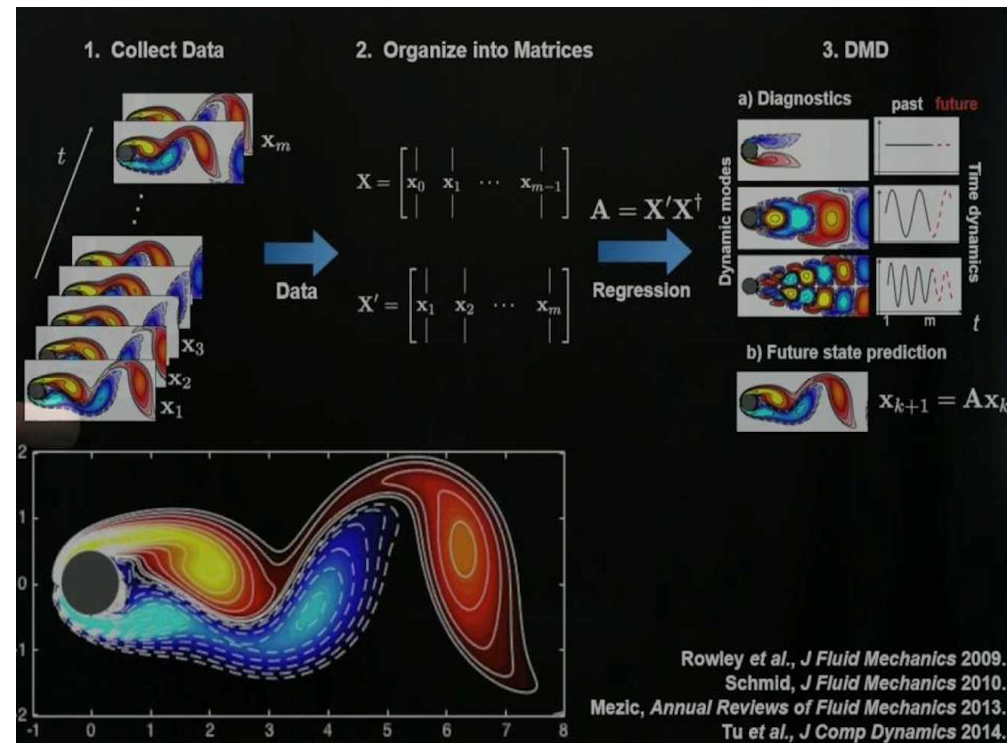 1. Collect Data
t
x_m
⋮
x_3
x_2
x_1
Data
2. Organize into Matrices
X = [x_0 x_1 ⋯ x_{m−1}]
X′ = [x_1 x_2 ⋯ x_m]
A = X′X†
Regression
3. DMD
a) Diagnostics
past future
Dynamic modes
Time dynamics
1 m t
b) Future state prediction
x_{k+1} = Ax_k
2
1
0
-1
-2
-1 0 1 2 3 4 5 6 7 8
Rowley et al., J Fluid Mechanics 2009.
Schmid, J Fluid Mechanics 2010.
Mezic, Annual Reviews of Fluid Mechanics 2013.
Tu et al., J Comp Dynamics 2014.